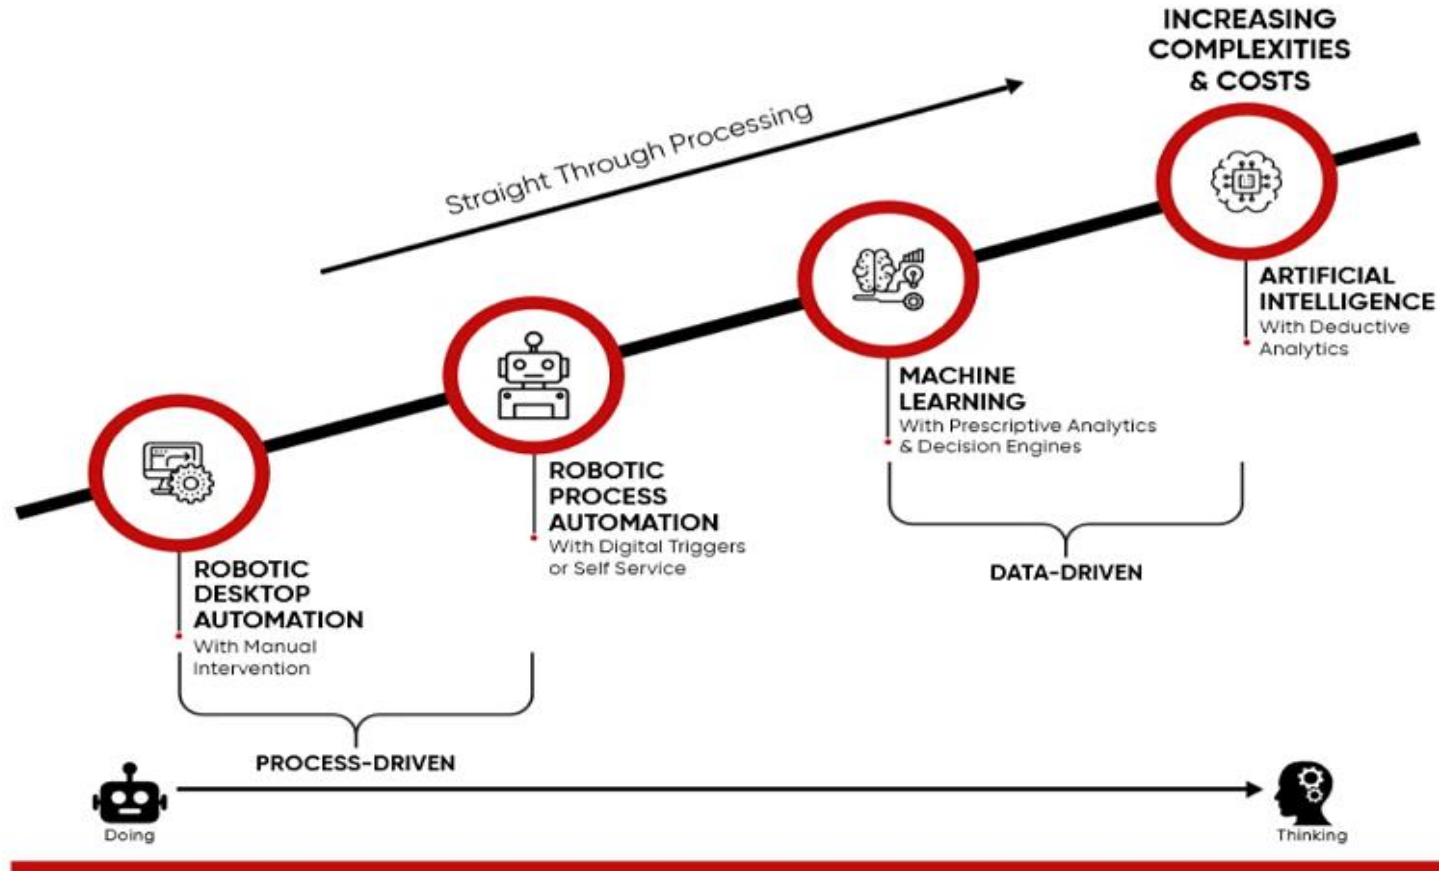 INCREASING
COMPLEXITIES
& COSTS
Straight Through Processing
ARTIFICIAL
INTELLIGENCE
With Deductive
Analytics
MACHINE
LEARNING
With Prescriptive Analytics
& Decision Engines
ROBOTIC
PROCESS
AUTOMATION
With Digital Triggers
or Self Service
DATA-DRIVEN
ROBOTIC
DESKTOP
AUTOMATION
With Manual
Intervention
PROCESS-DRIVEN
Doing
Thinking